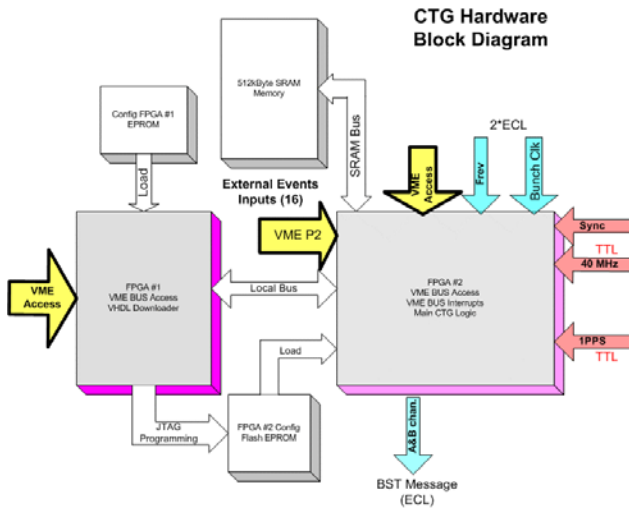 CTG Hardware
Block Diagram
512kByte SRAM
Memory
Config FPGA #1
EPROM
Load
SRAM Bus
2*ECL
VME
Access
Frev
Bunch Clk
External Events
Inputs (16)
VME P2
Sync
TTL
40 MHz
VME
Access
FPGA #1
VME BUS Access
VHDL Downloader
Local Bus
FPGA #2
VME BUS Access
VME BUS Interrupts
Main CTG Logic
1PPS
TTL
Load
JTAG
Programming
FPGA #2 Config
Flash EPROM
A&B chan.
BST Message
(ECL)